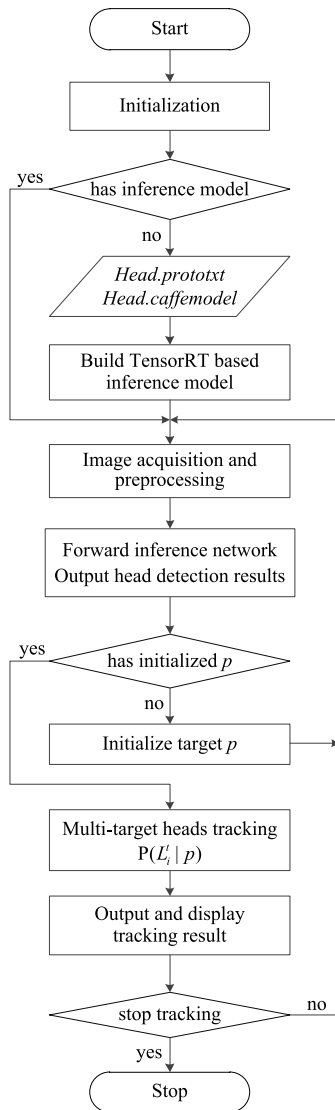 Start
Initialization
yes
has inference model
no
Head.prototxt
Head.caffemodel
Build TensorRT based
inference model
Image acquisition and
preprocessing
Forward inference network
Output head detection results
yes
has initialized p
no
Initialize target p
Multi-target heads tracking
P(L_i^t | p)
Output and display
tracking result
stop tracking
no
yes
Stop